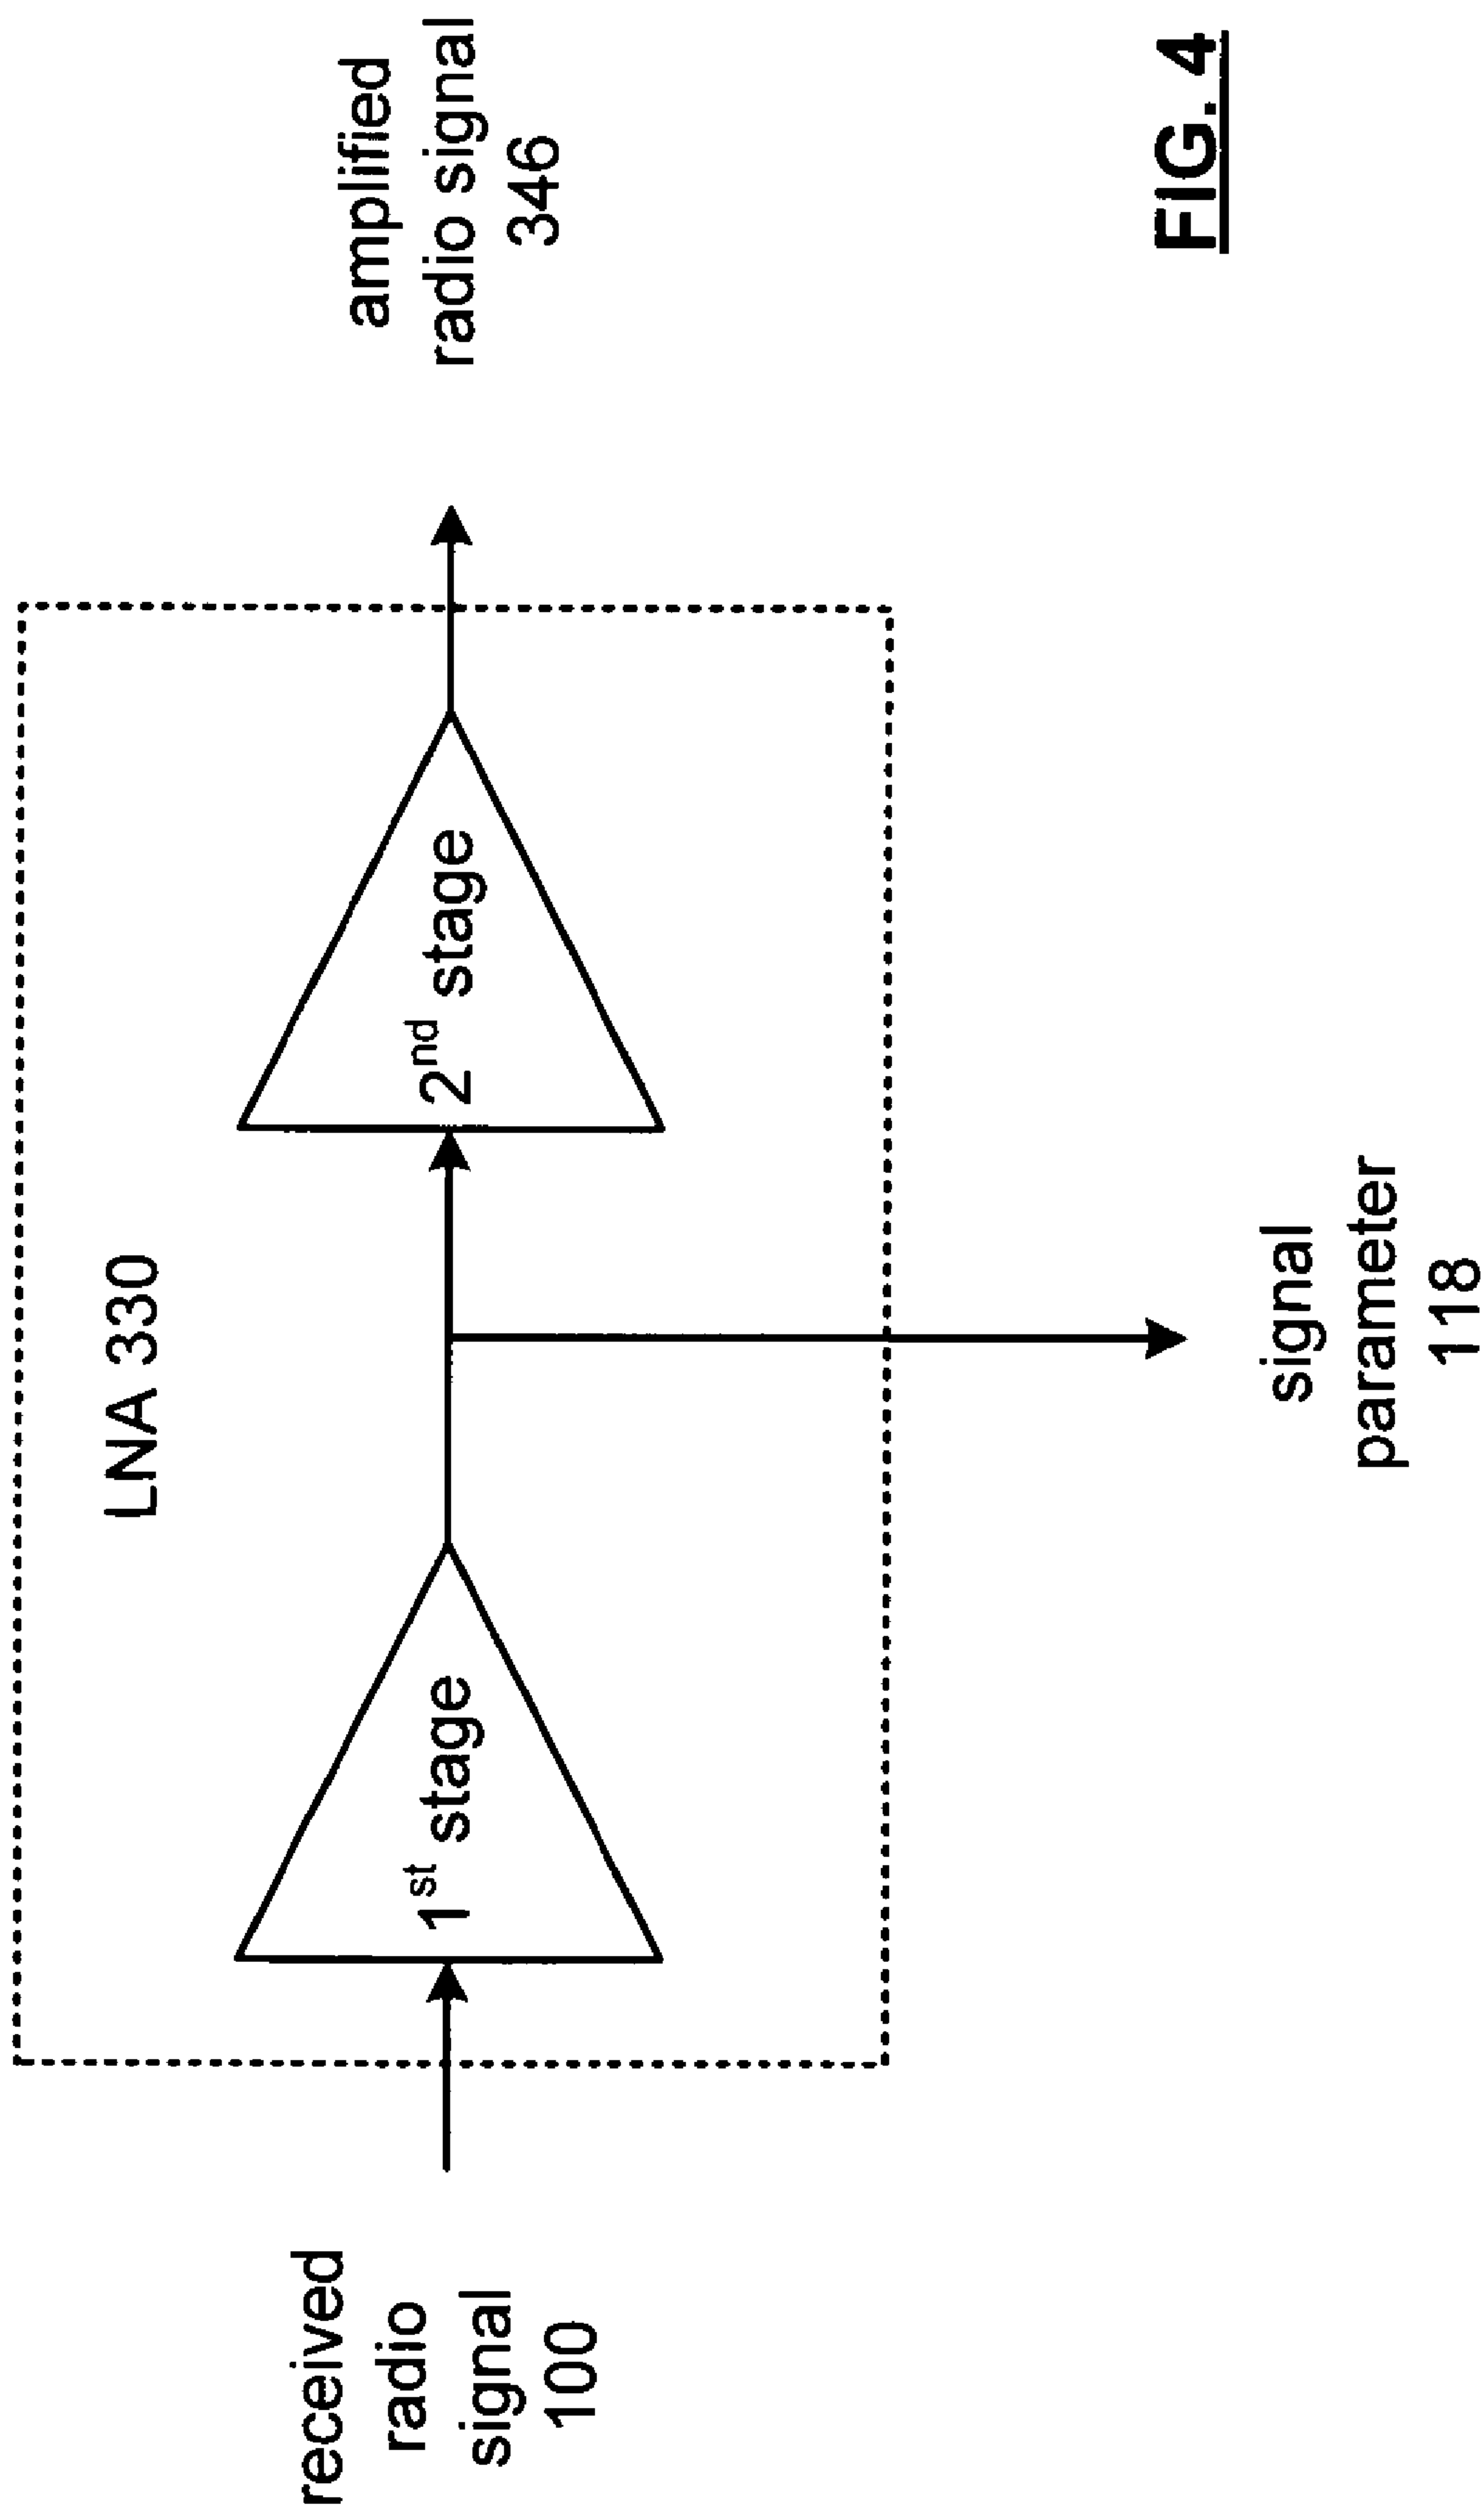 LNA 330
received
radio
signal
100
1st stage
2nd stage
amplified
radio signal
346
signal
parameter
118
FIG. 4